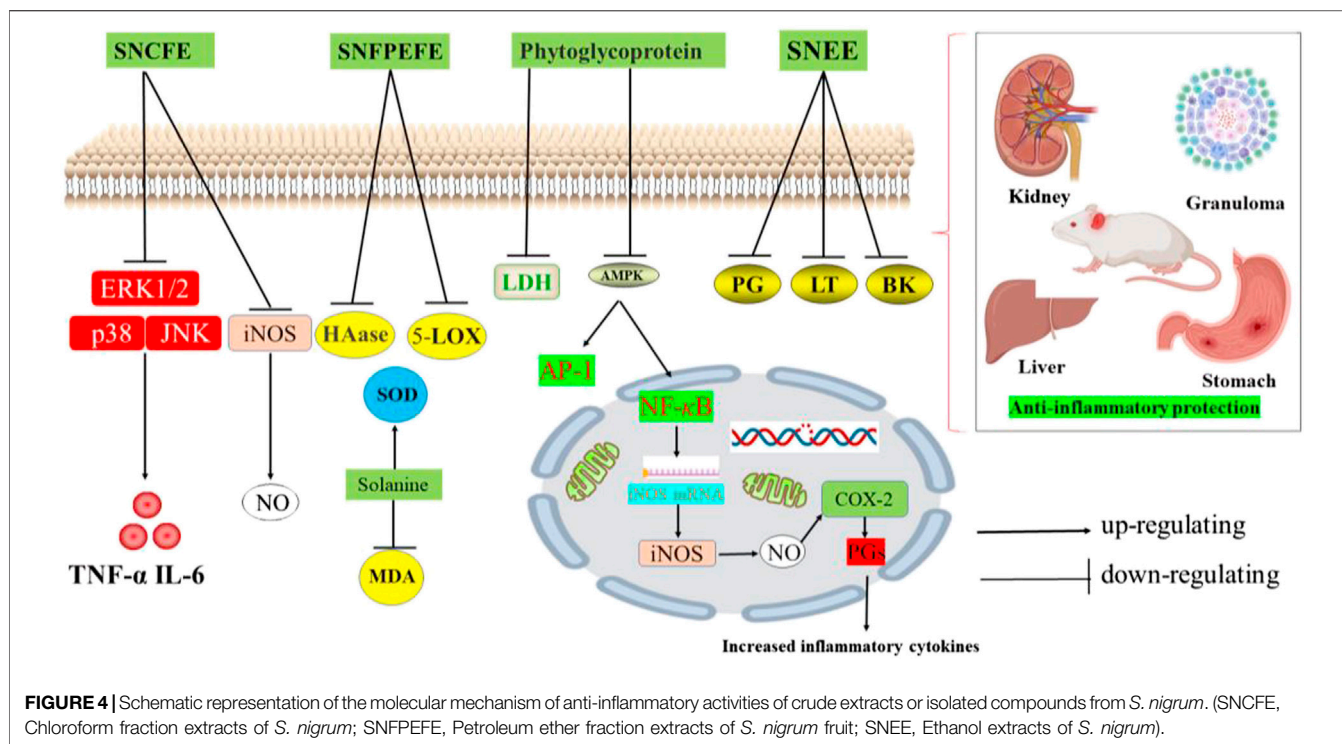 SNCFE
SNFPEFE
Phytoglycoprotein
SNEE
Kidney
Granuloma
Liver
Stomach
Anti-inflammatory protection
ERK1/2
p38
JNK
iNOS
HAase
5-LOX
LDH
AMPK
PG
LT
BK
SOD
Solanine
MDA
NO
TNF-α IL-6
AP-1
NF-κB
iNOS mRNA
iNOS
NO
COX-2
PGs
Increased inflammatory cytokines
up-regulating
down-regulating
FIGURE 4 | Schematic representation of the molecular mechanism of anti-inflammatory activities of crude extracts or isolated compounds from S. nigrum. (SNCFE,
Chloroform fraction extracts of S. nigrum; SNFPEFE, Petroleum ether fraction extracts of S. nigrum fruit; SNEE, Ethanol extracts of S. nigrum).